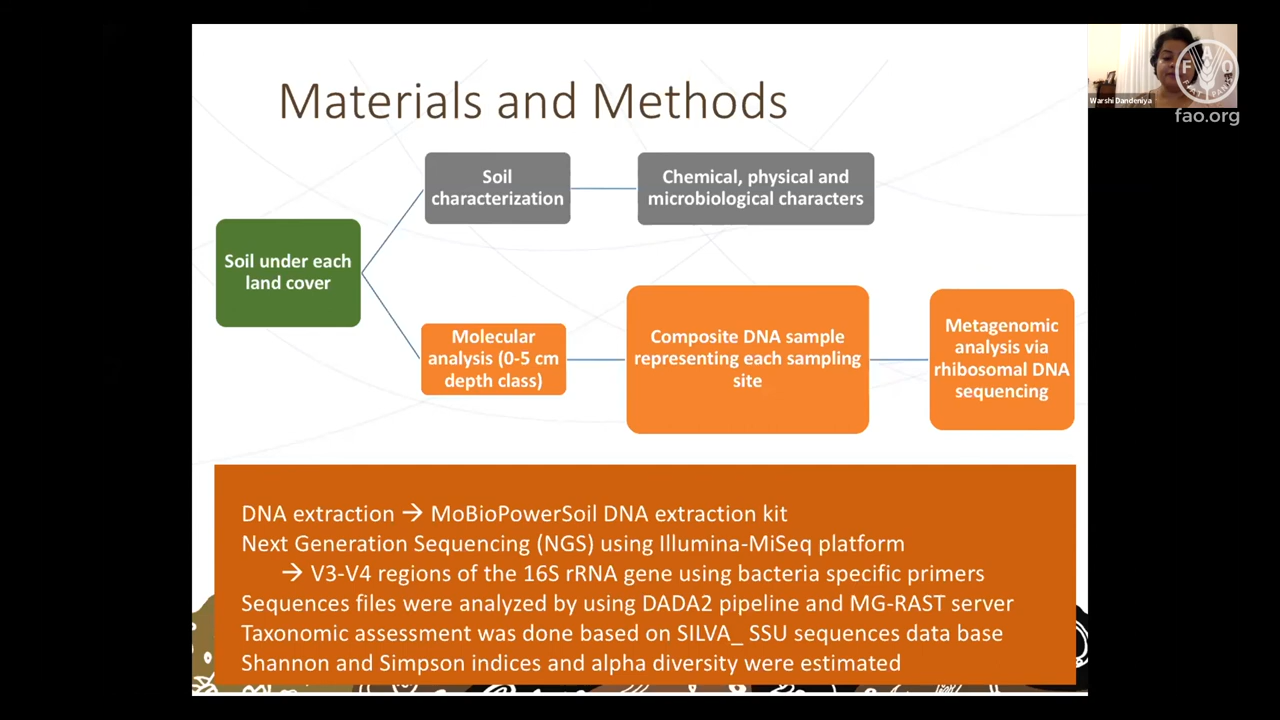 Materials and Methods
Soil
characterization
Chemical, physical and
microbiological characters
Soil under each
land cover
Molecular
analysis (0-5 cm
depth class)
Composite DNA sample
representing each sampling
site
Metagenomic
analysis via
rhibosomal DNA
sequencing
DNA extraction → MoBioPowerSoil DNA extraction kit
Next Generation Sequencing (NGS) using Illumina-MiSeq platform
→ V3-V4 regions of the 16S rRNA gene using bacteria specific primers
Sequences files were analyzed by using DADA2 pipeline and MG-RAST server
Taxonomic assessment was done based on SILVA_ SSU sequences data base
Shannon and Simpson indices and alpha diversity were estimated
Warshi Dandeniya
F A O
FIAT PANIS
fao.org